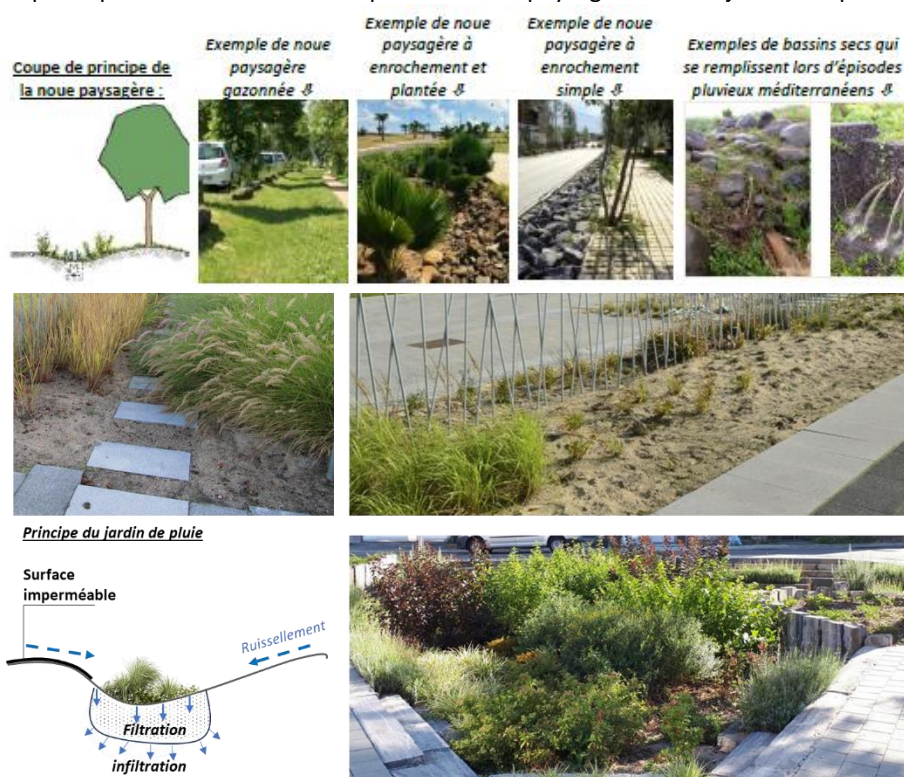 Coupe de principe de
la noue paysagère :
Exemple de noue
paysagère
gazonnée ⇩
Exemple de noue
paysagère à
enrochement et
plantée ⇩
Exemple de noue
paysagère à
enrochement
simple ⇩
Exemples de bassins secs qui
se remplissent lors d'épisodes
pluvieux méditerranéens ⇩
Principe du jardin de pluie
Surface
imperméable
Ruissellement
Filtration
infiltration